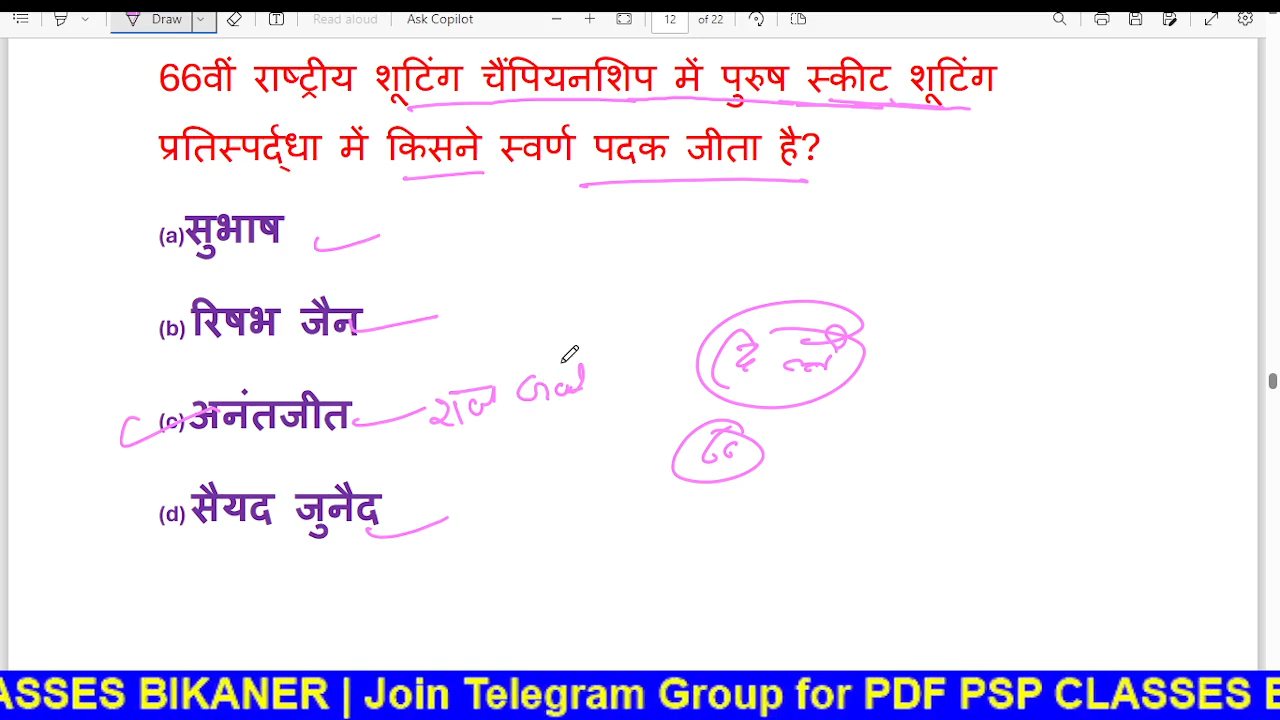 Draw
Read aloud
Ask Copilot
12 of 22
66वीं राष्ट्रीय शूटिंग चैंपियनशिप में पुरुष स्कीट शूटिंग
प्रतिस्पर्द्धा में किसने स्वर्ण पदक जीता है?
(a) सुभाष
(b) रिषभ जैन
(c) अनंतजीत
(d) सैयद जुनैद
ASSES BIKANER | Join Telegram Group for PDF PSP CLASSES B